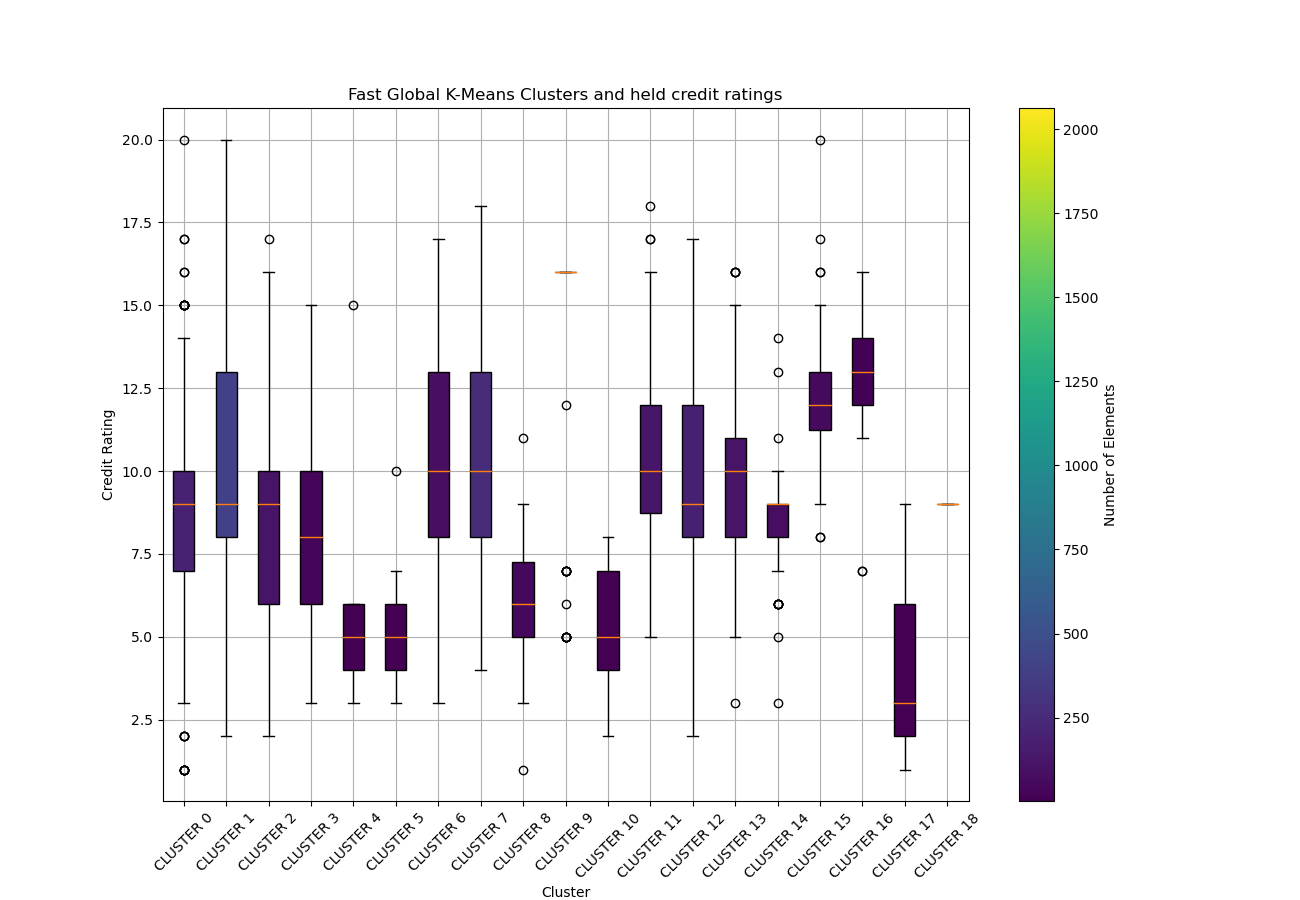 Fast Global K-Means Clusters and held credit ratings
20.0
17.5
15.0
12.5
10.0
7.5
5.0
2.5
Credit Rating
CLUSTER 0
CLUSTER 1
CLUSTER 2
CLUSTER 3
CLUSTER 4
CLUSTER 5
CLUSTER 6
CLUSTER 7
CLUSTER 8
CLUSTER 9
CLUSTER 10
CLUSTER 11
CLUSTER 12
CLUSTER 13
CLUSTER 14
CLUSTER 15
CLUSTER 16
CLUSTER 17
CLUSTER 18
Cluster
2000
1750
1500
1250
1000
750
500
250
Number of Elements